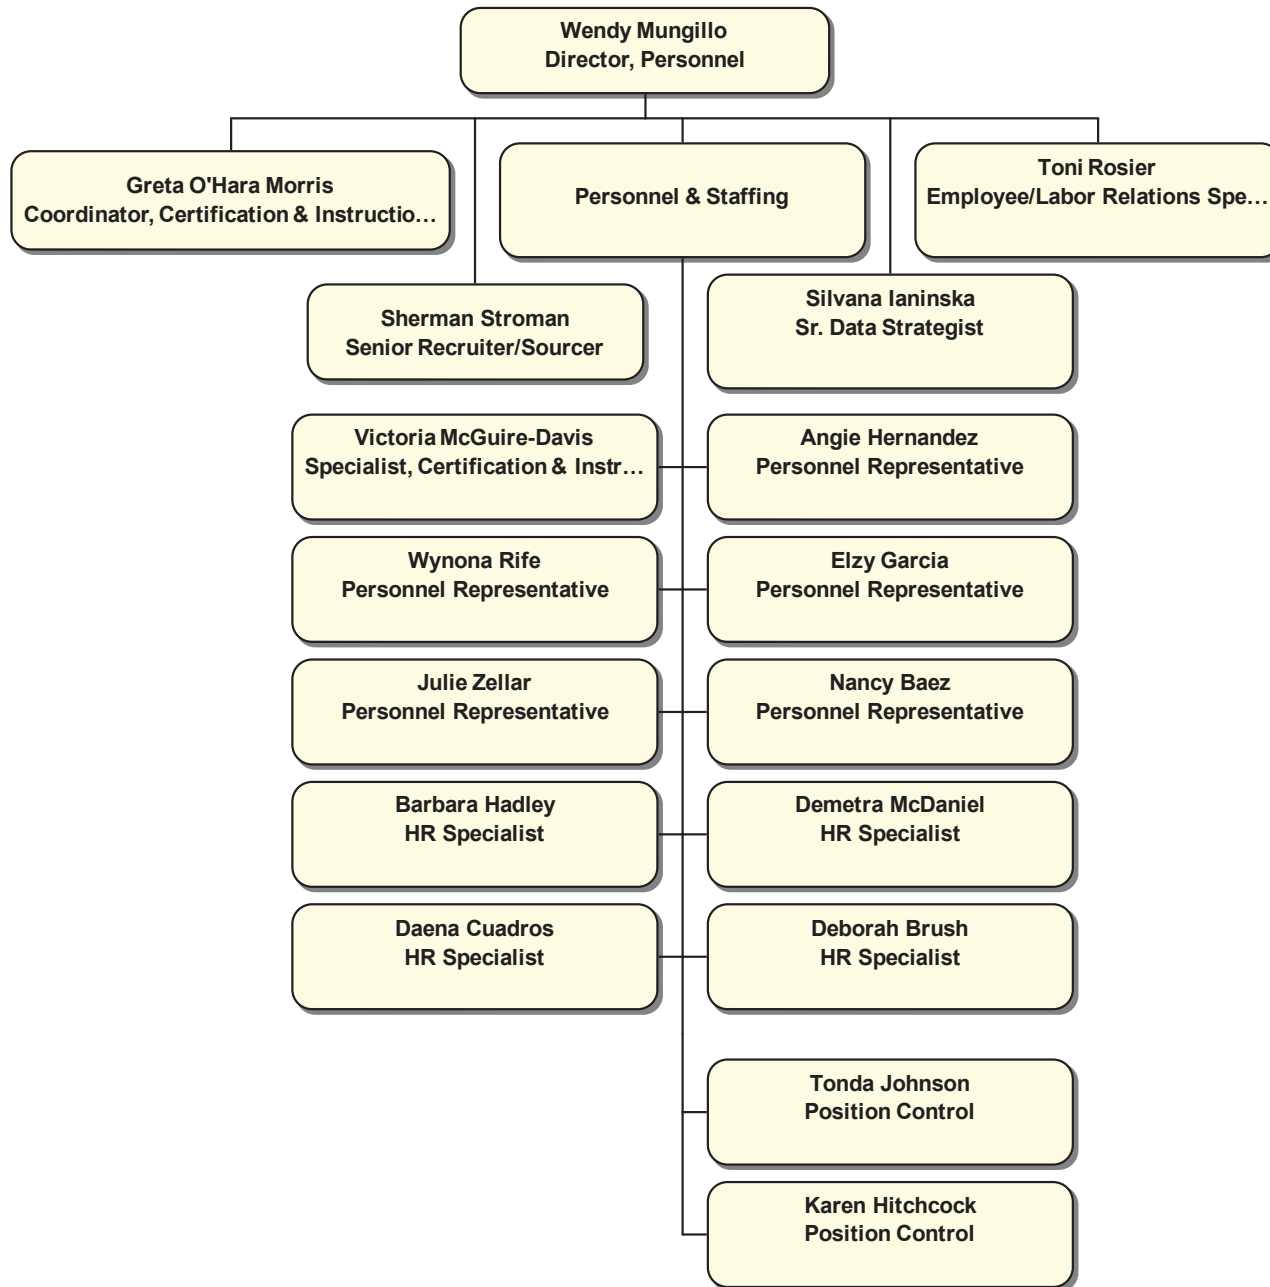 Wendy Mungillo
Director, Personnel
Greta O'Hara Morris
Coordinator, Certification & Instructio…
Personnel & Staffing
Toni Rosier
Employee/Labor Relations Spe…
Sherman Stroman
Senior Recruiter/Sourcer
Silvana Ianinska
Sr. Data Strategist
Victoria McGuire-Davis
Specialist, Certification & Instr…
Angie Hernandez
Personnel Representative
Wynona Rife
Personnel Representative
Elzy Garcia
Personnel Representative
Julie Zellar
Personnel Representative
Nancy Baez
Personnel Representative
Barbara Hadley
HR Specialist
Demetra McDaniel
HR Specialist
Daena Cuadros
HR Specialist
Deborah Brush
HR Specialist
Tonda Johnson
Position Control
Karen Hitchcock
Position Control